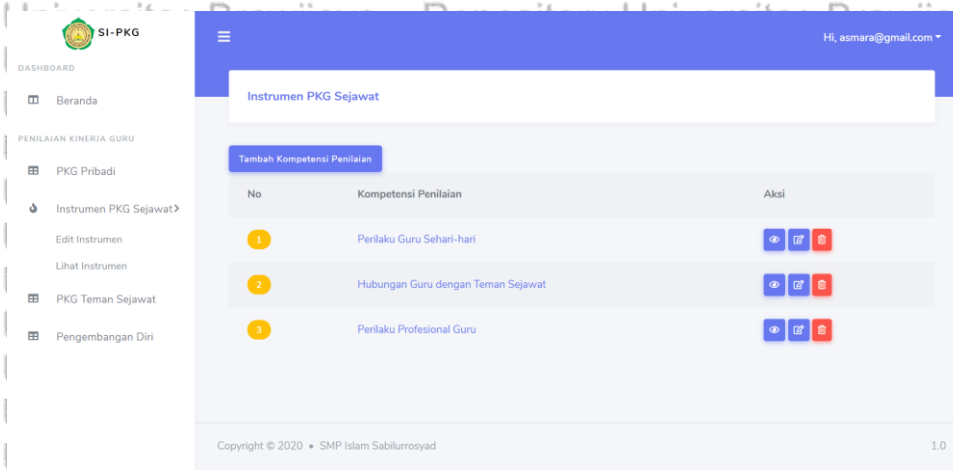 SI-PKG
Hi, asmara@gmail.com
DASHBOARD
Beranda
PENILAIAN KINERJA GURU
PKG Pribadi
Instrumen PKG Sejawat
Edit Instrumen
Lihat Instrumen
PKG Teman Sejawat
Pengembangan Diri
Instrumen PKG Sejawat
Tambah Kompetensi Penilaian
No Kompetensi Penilaian Aksi
1 Perilaku Guru Sehari-hari
2 Hubungan Guru dengan Teman Sejawat
3 Perilaku Profesional Guru
Copyright © 2020 • SMP Islam Sabilurrosyad 1.0